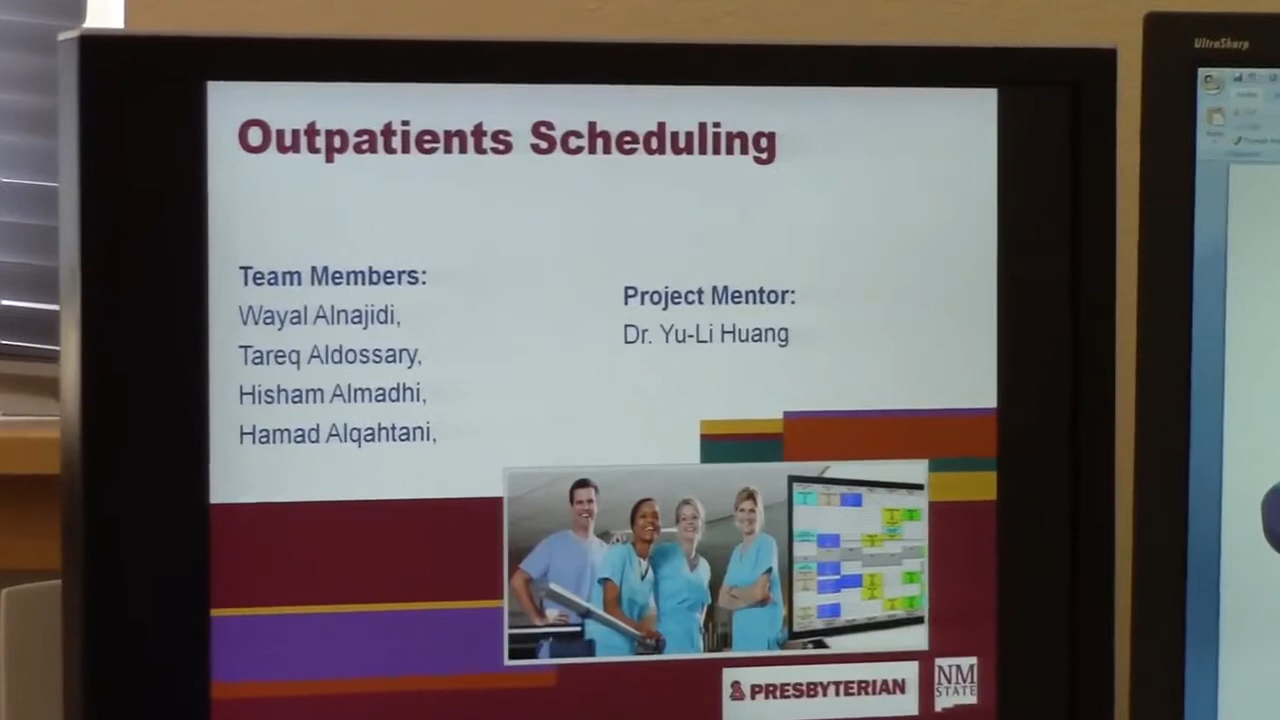 UltraSharp
Outpatients Scheduling
Team Members:
Wayal Alnajidi,
Tareq Aldossary,
Hisham Almadhi,
Hamad Alqahtani,
Project Mentor:
Dr. Yu-Li Huang
PRESBYTERIAN
NM
STATE